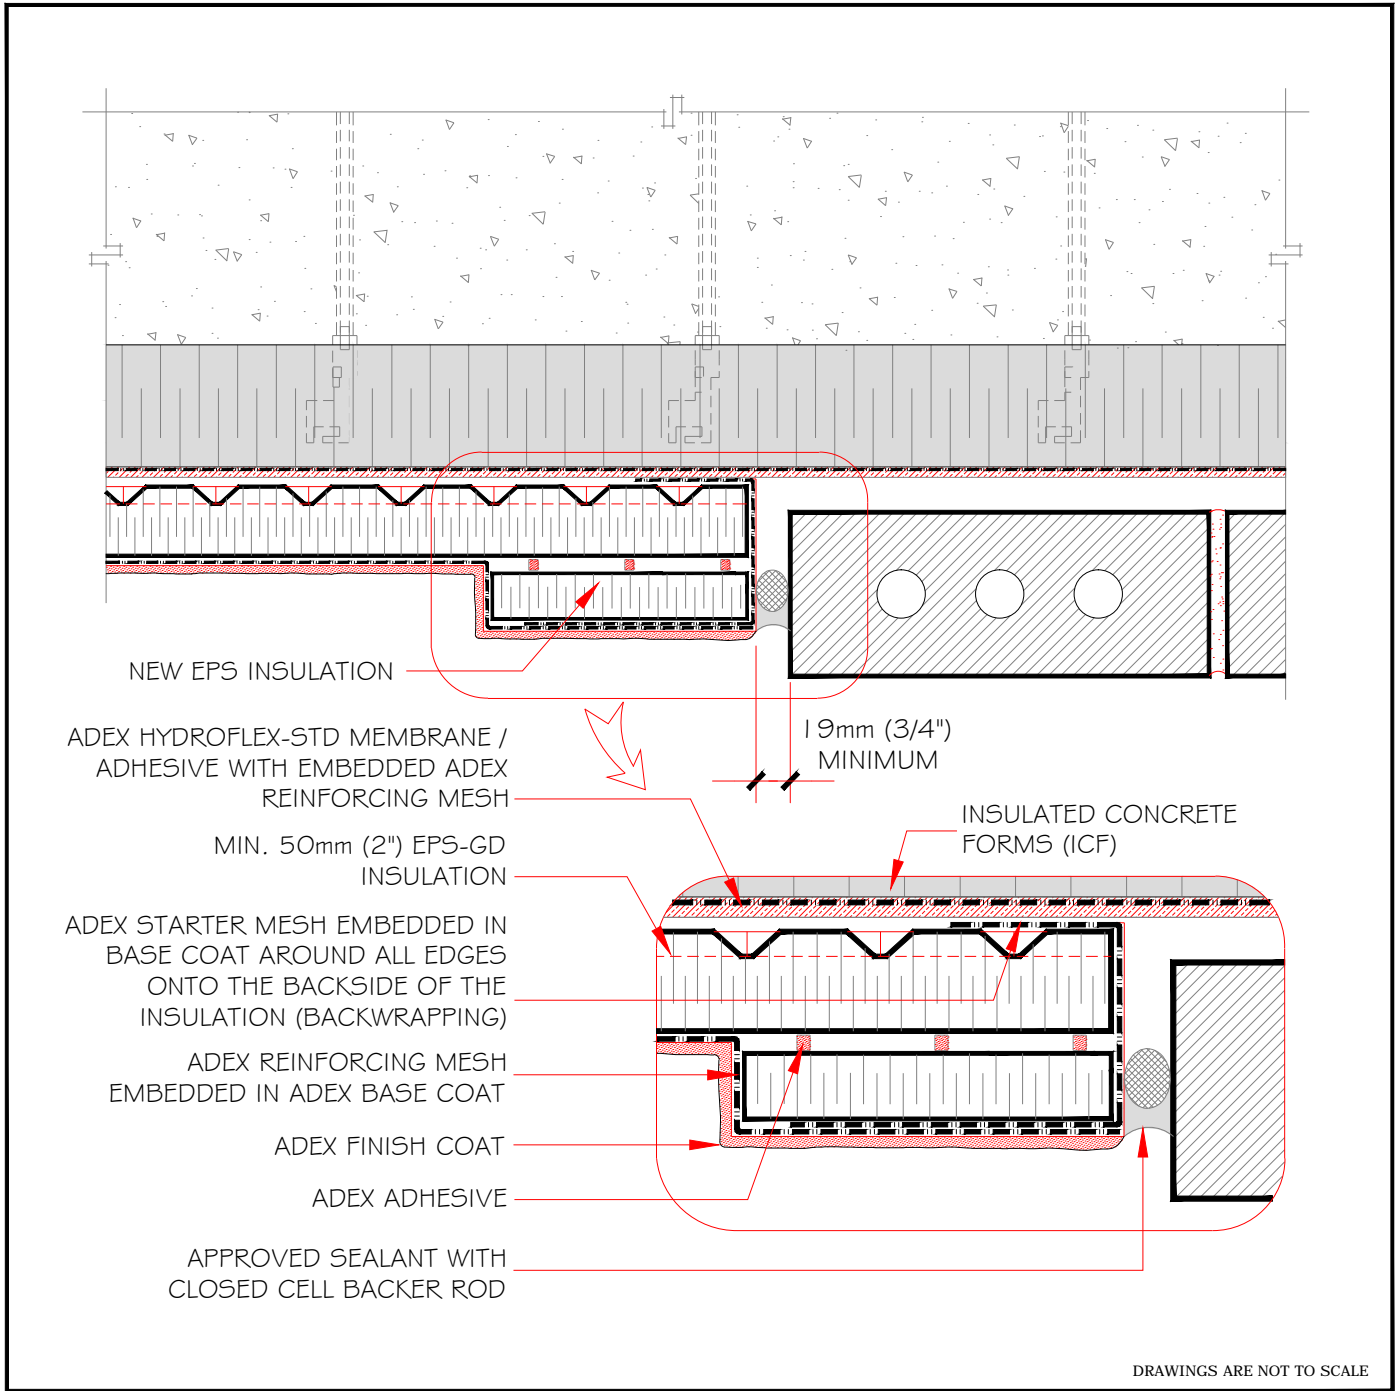 NEW EPS INSULATION
ADEX HYDROFLEX-STD MEMBRANE /
ADHESIVE WITH EMBEDDED ADEX
REINFORCING MESH
19mm (3/4")
MINIMUM
MIN. 50mm (2") EPS-GD
INSULATION
INSULATED CONCRETE
FORMS (ICF)
ADEX STARTER MESH EMBEDDED IN
BASE COAT AROUND ALL EDGES
ONTO THE BACKSIDE OF THE
INSULATION (BACKWRAPPING)
ADEX REINFORCING MESH
EMBEDDED IN ADEX BASE COAT
ADEX FINISH COAT
ADEX ADHESIVE
APPROVED SEALANT WITH
CLOSED CELL BACKER ROD
DRAWINGS ARE NOT TO SCALE